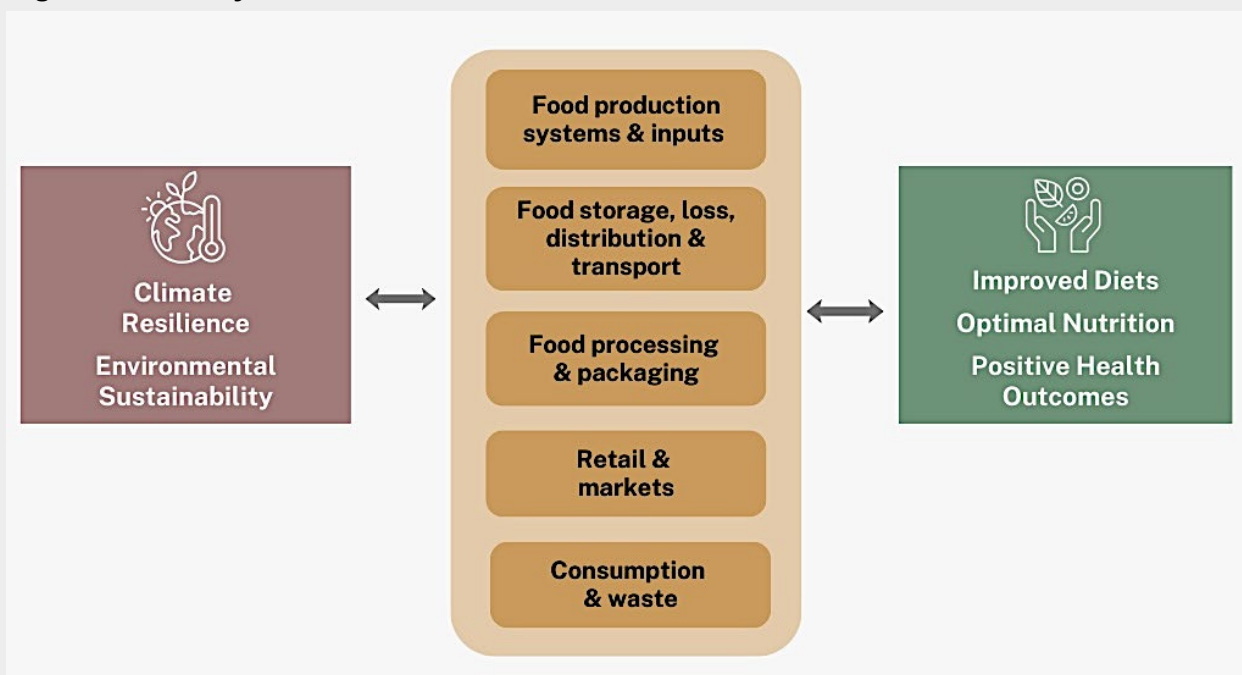 Climate
Resilience
Environmental
Sustainability
Food production
systems & inputs
Food storage, loss,
distribution &
transport
Food processing
& packaging
Retail &
markets
Consumption
& waste
Improved Diets
Optimal Nutrition
Positive Health
Outcomes